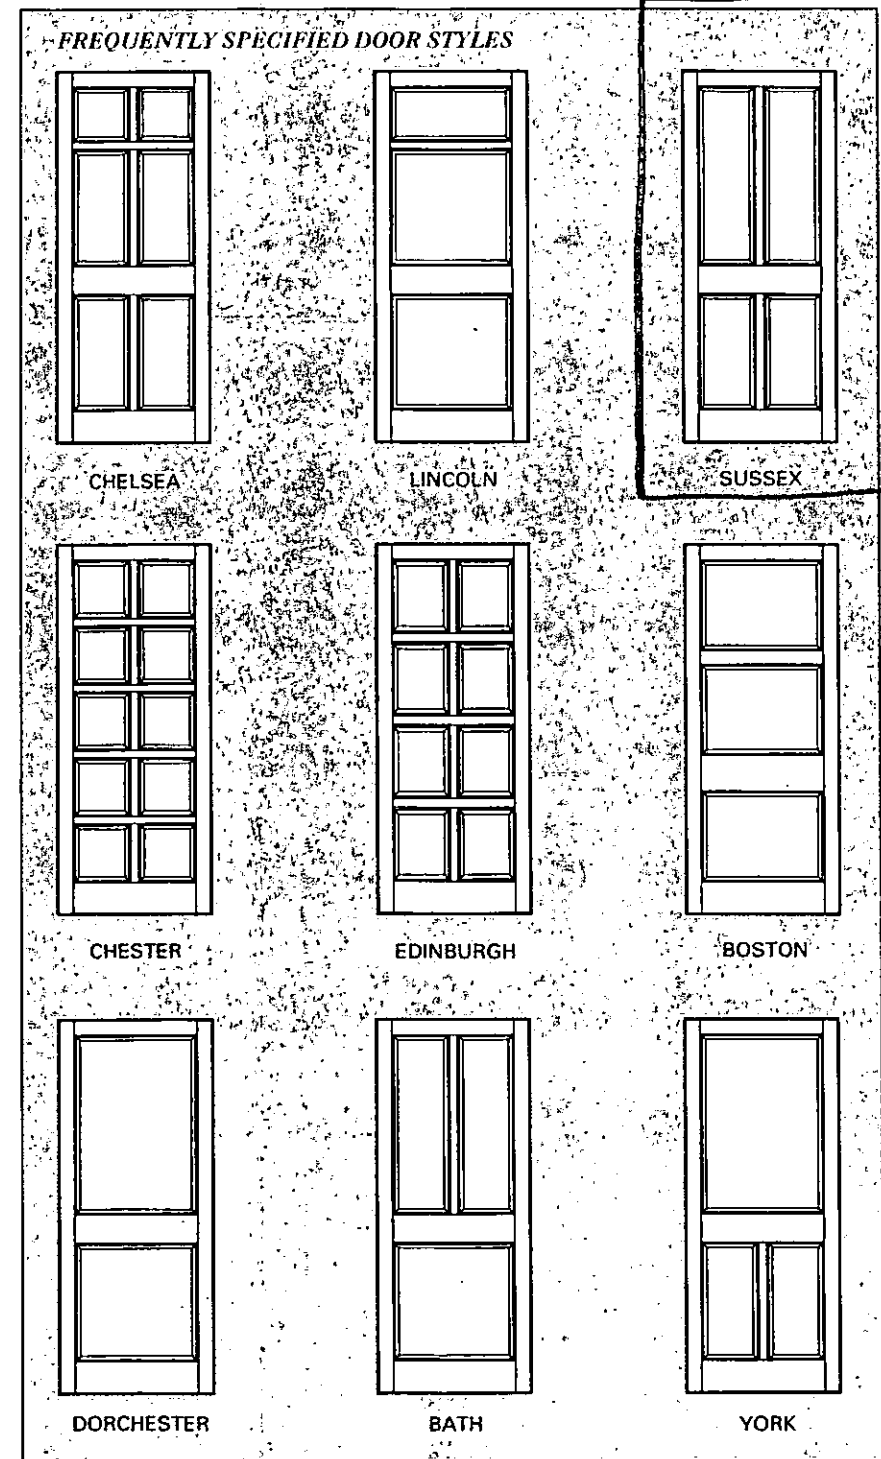 FREQUENTLY SPECIFIED DOOR STYLES
CHELSEA LINCOLN SUSSEX
CHESTER EDINBURGH BOSTON
DORCHESTER BATH YORK